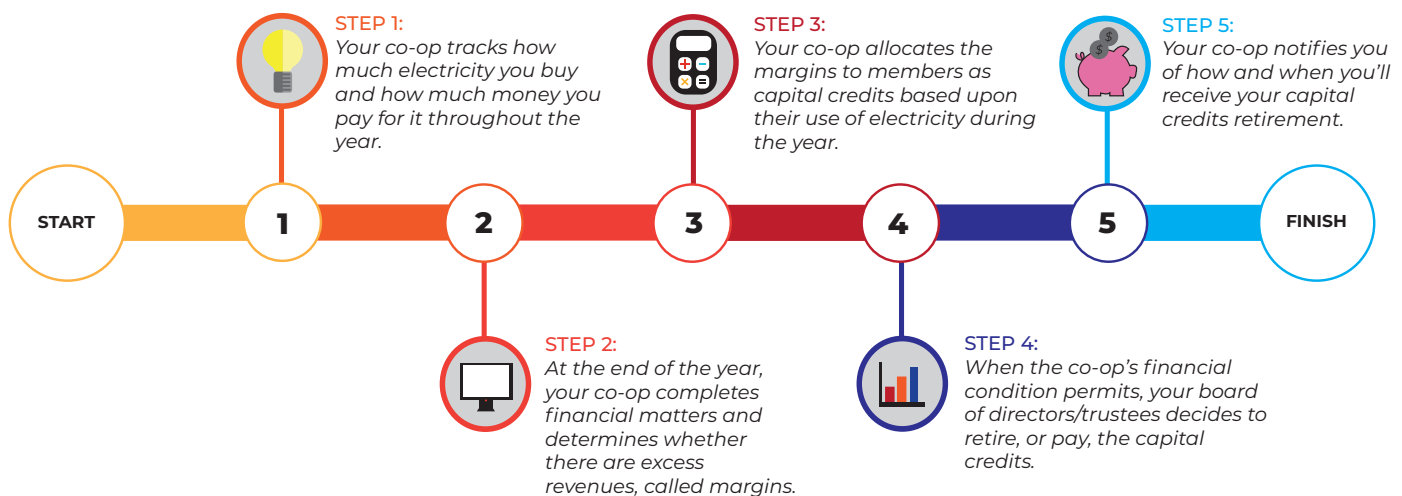 STEP 1:
Your co-op tracks how
much electricity you buy
and how much money you
pay for it throughout the
year.
STEP 3:
Your co-op allocates the
margins to members as
capital credits based upon
their use of electricity during
the year.
STEP 5:
Your co-op notifies you
of how and when you'll
receive your capital
credits retirement.
START
1
2
3
4
5
FINISH
STEP 2:
At the end of the year,
your co-op completes
financial matters and
determines whether
there are excess
revenues, called margins.
STEP 4:
When the co-op's financial
condition permits, your board
of directors/trustees decides to
retire, or pay, the capital
credits.
$
$